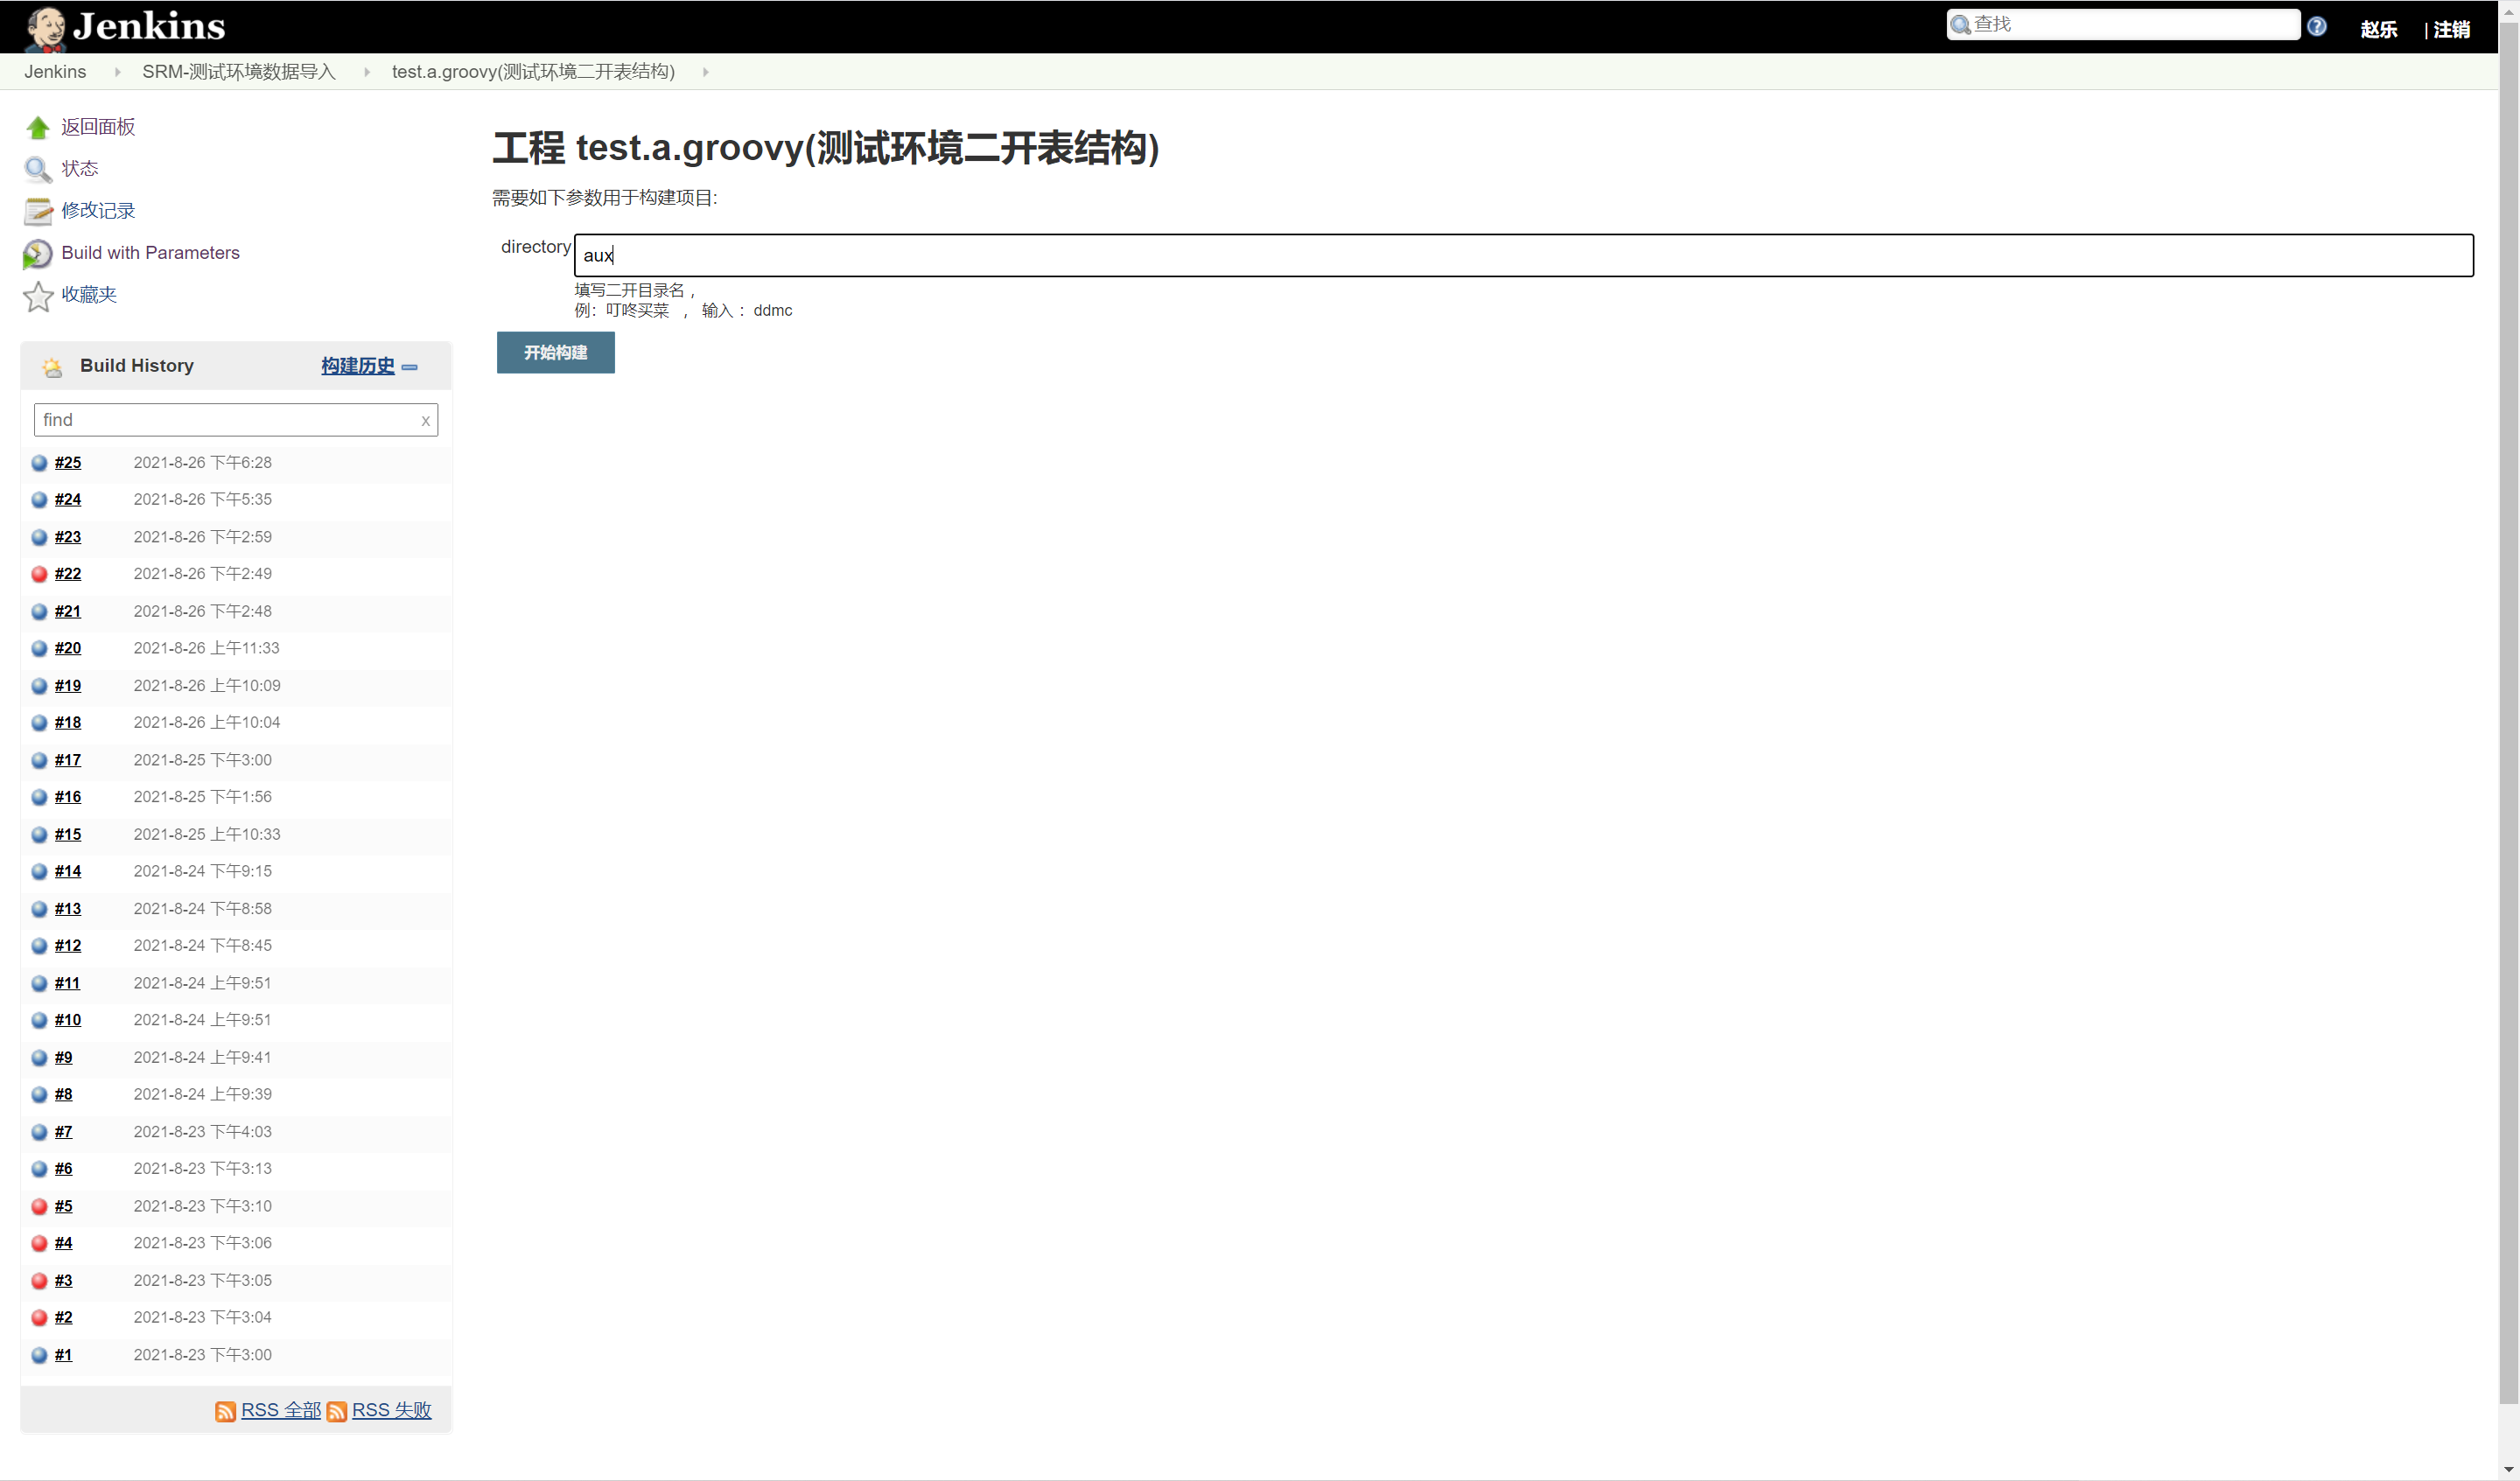 Jenkins
查找
赵乐
| 注销
Jenkins
SRM-测试环境数据导入
test.a.groovy(测试环境二开表结构)
返回面板
状态
修改记录
Build with Parameters
收藏夹
工程 test.a.groovy(测试环境二开表结构)
需要如下参数用于构建项目:
directory
aux
填写二开目录名，
例：叮咚买菜 ， 输入： ddmc
开始构建
Build History
构建历史
find
x
#25 2021-8-26 下午6:28
#24 2021-8-26 下午5:35
#23 2021-8-26 下午2:59
#22 2021-8-26 下午2:49
#21 2021-8-26 下午2:48
#20 2021-8-26 上午11:33
#19 2021-8-26 上午10:09
#18 2021-8-26 上午10:04
#17 2021-8-25 下午3:00
#16 2021-8-25 下午1:56
#15 2021-8-25 上午10:33
#14 2021-8-24 下午9:15
#13 2021-8-24 下午8:58
#12 2021-8-24 下午8:45
#11 2021-8-24 上午9:51
#10 2021-8-24 上午9:51
#9 2021-8-24 上午9:41
#8 2021-8-24 上午9:39
#7 2021-8-23 下午4:03
#6 2021-8-23 下午3:13
#5 2021-8-23 下午3:10
#4 2021-8-23 下午3:06
#3 2021-8-23 下午3:05
#2 2021-8-23 下午3:04
#1 2021-8-23 下午3:00
RSS 全部 RSS 失败